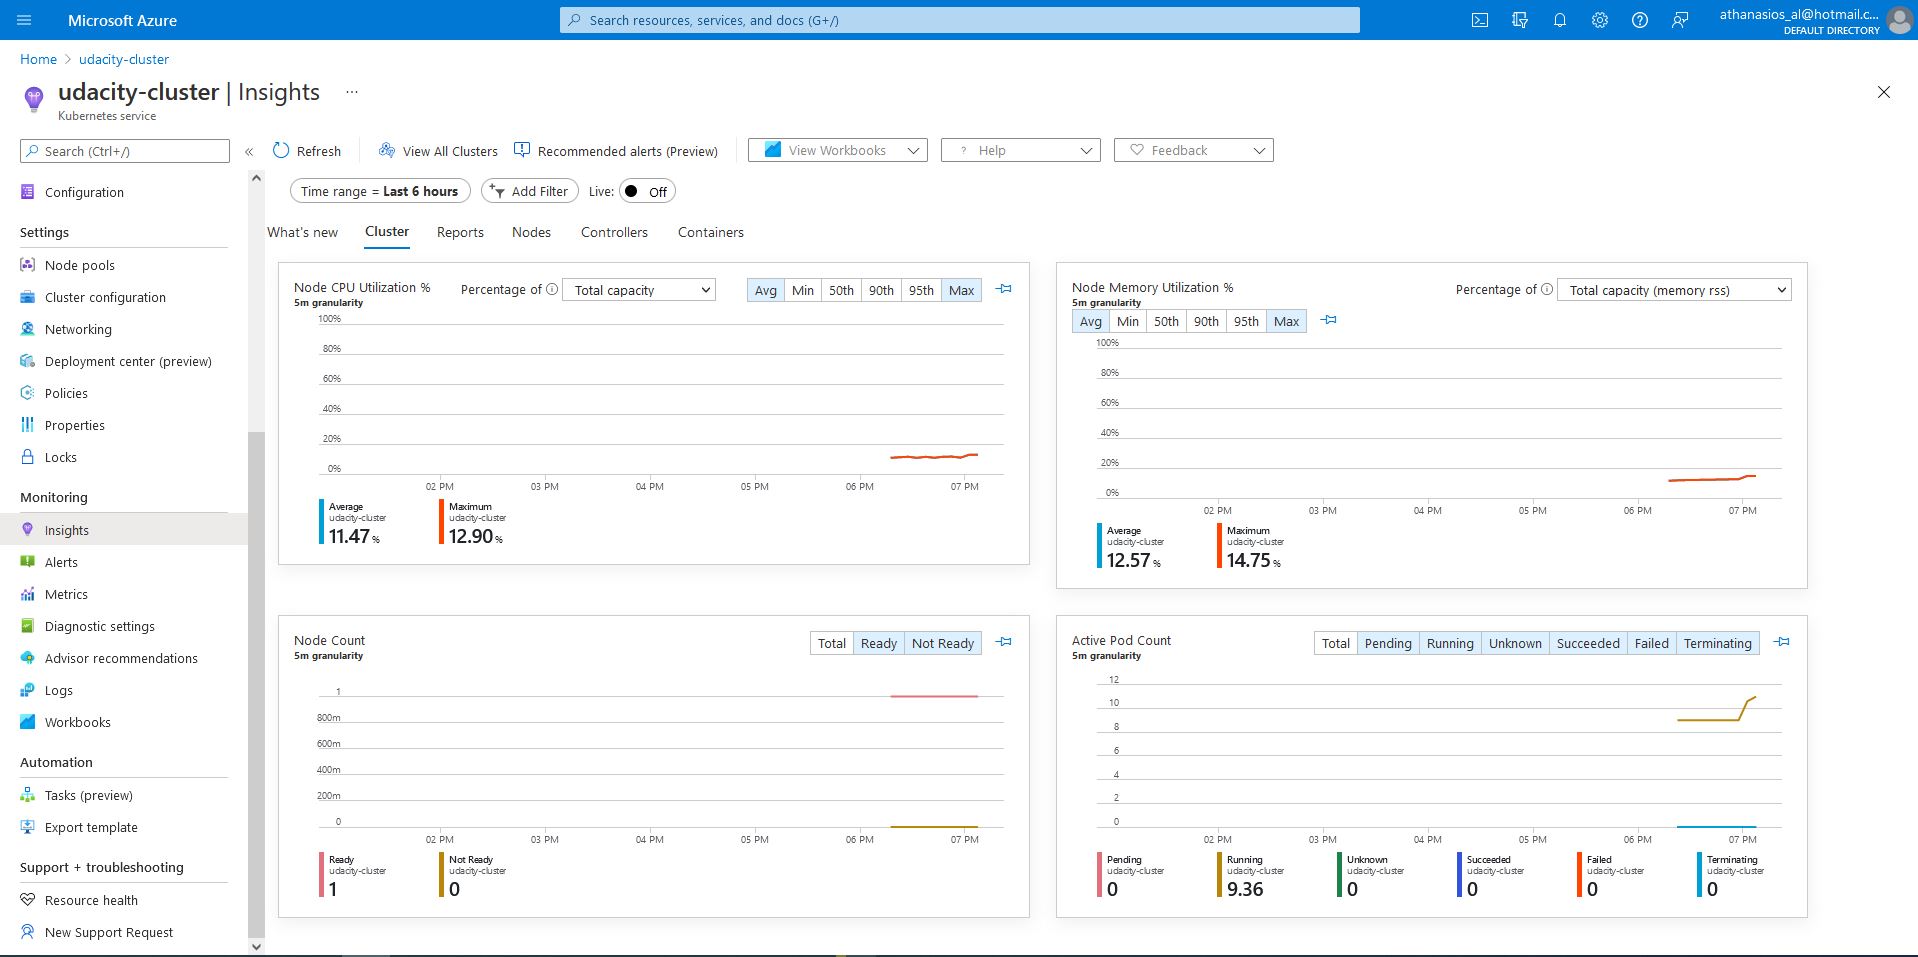 Microsoft Azure
Search resources, services, and docs (G+/)
athanasios_al@hotmail.c...
DEFAULT DIRECTORY
Home
udacity-cluster
udacity-cluster | Insights
...
Kubernetes service
Search (Ctrl+/)
«
Refresh
View All Clusters
Recommended alerts (Preview)
View Workbooks
? Help
Feedback
Time range = Last 6 hours
Add Filter
Live: Off
What's new
Cluster
Reports
Nodes
Controllers
Containers
Configuration
Settings
Node pools
Cluster configuration
Networking
Deployment center (preview)
Policies
Properties
Locks
Monitoring
Insights
Alerts
Metrics
Diagnostic settings
Advisor recommendations
Logs
Workbooks
Automation
Tasks (preview)
Export template
Support + troubleshooting
Resource health
New Support Request
Node CPU Utilization %
5m granularity
Percentage of
Total capacity
Avg Min 50th 90th 95th Max
100%
80%
60%
40%
20%
0%
02 PM 03 PM 04 PM 05 PM 06 PM 07 PM
Average
udacity-cluster
11.47 %
Maximum
udacity-cluster
12.90 %
Node Memory Utilization %
5m granularity
Percentage of
Total capacity (memory rss)
Avg Min 50th 90th 95th Max
100%
80%
60%
40%
20%
0%
02 PM 03 PM 04 PM 05 PM 06 PM 07 PM
Average
udacity-cluster
12.57 %
Maximum
udacity-cluster
14.75 %
Node Count
5m granularity
Total Ready Not Ready
1
800m
600m
400m
200m
0
02 PM 03 PM 04 PM 05 PM 06 PM 07 PM
Ready
udacity-cluster
1
Not Ready
udacity-cluster
0
Active Pod Count
5m granularity
Total Pending Running Unknown Succeeded Failed Terminating
12
10
8
6
4
2
0
02 PM 03 PM 04 PM 05 PM 06 PM 07 PM
Pending
udacity-cluster
0
Running
udacity-cluster
9.36
Unknown
udacity-cluster
0
Succeeded
udacity-cluster
0
Failed
udacity-cluster
0
Terminating
udacity-cluster
0